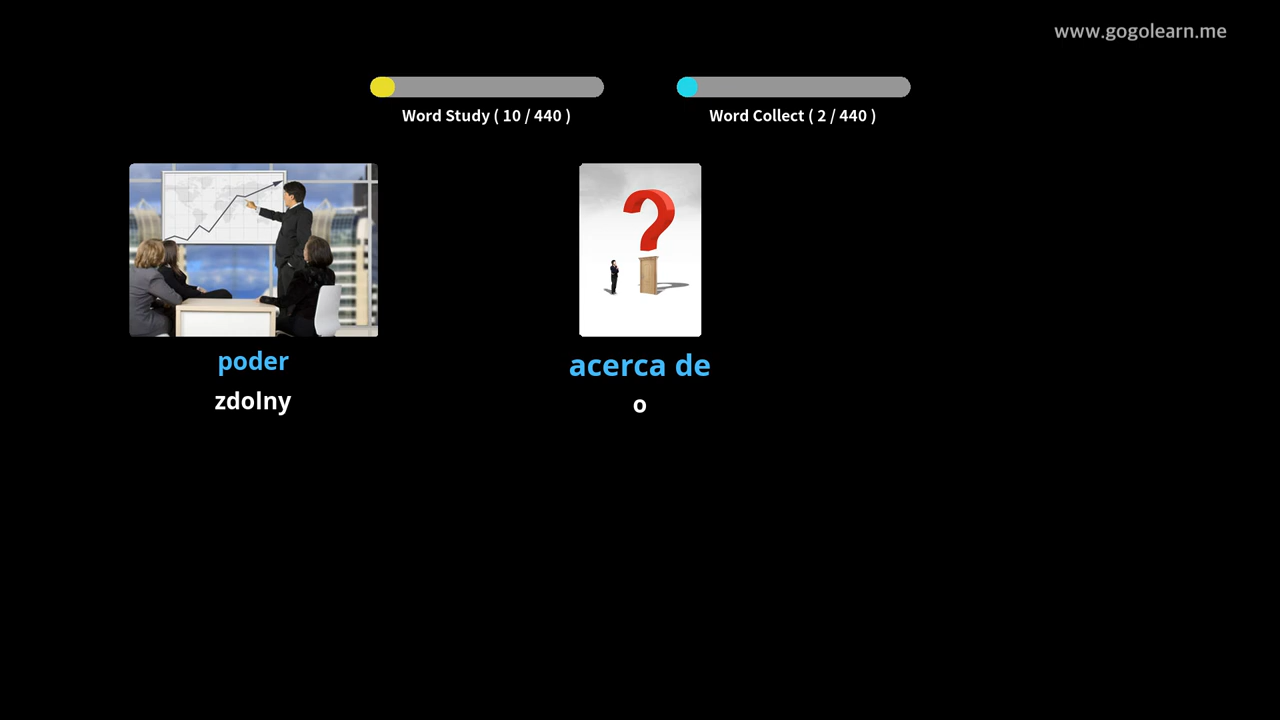 www.gogolearn.me
Word Study ( 10 / 440 )
Word Collect ( 2 / 440 )
poder
zdolny
acerca de
o